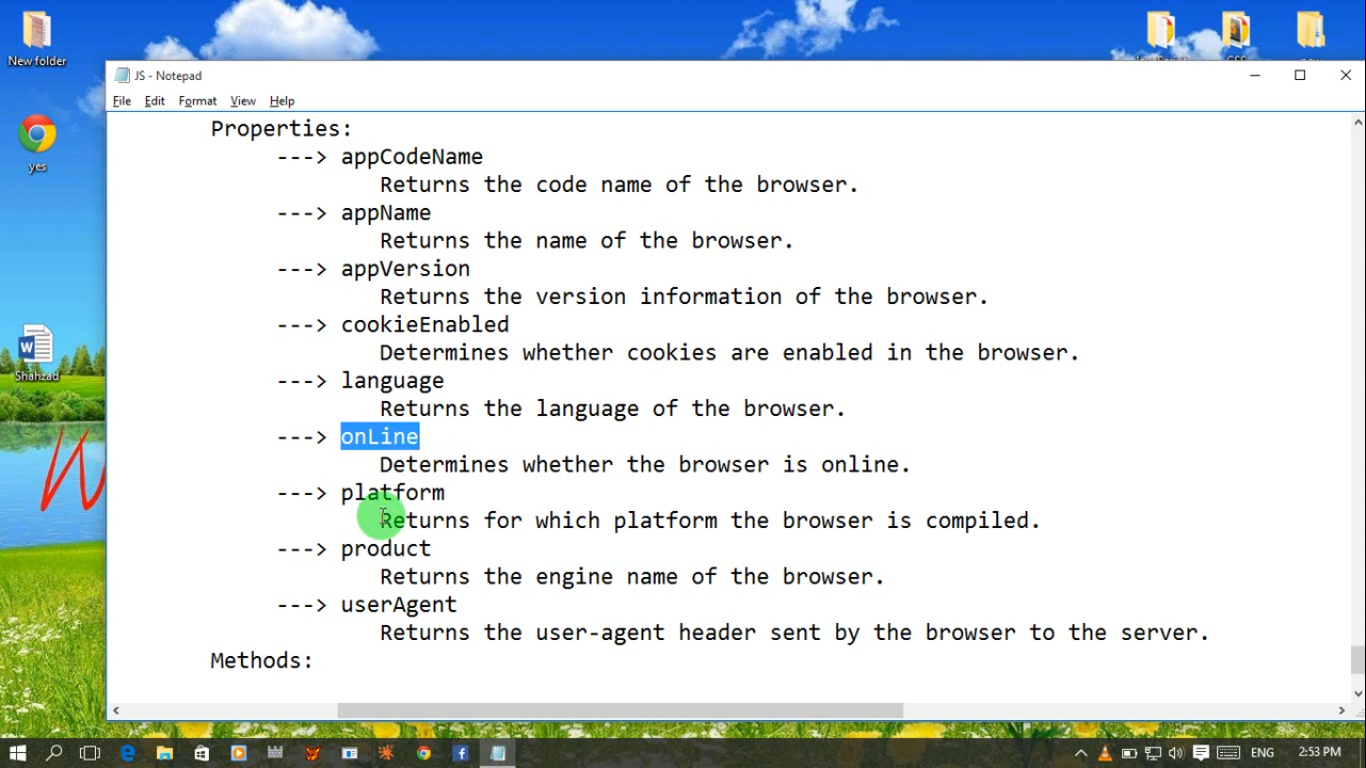 New folder
yes
Shahzad
JS - Notepad
File Edit Format View Help
Properties:
---> appCodeName
Returns the code name of the browser.
---> appName
Returns the name of the browser.
---> appVersion
Returns the version information of the browser.
---> cookieEnabled
Determines whether cookies are enabled in the browser.
---> language
Returns the language of the browser.
---> onLine
Determines whether the browser is online.
---> platform
Returns for which platform the browser is compiled.
---> product
Returns the engine name of the browser.
---> userAgent
Returns the user-agent header sent by the browser to the server.
Methods:
ENG
2:53 PM